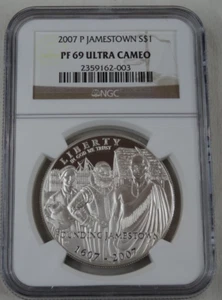 2007 P JAMESTOWN S$1
PF 69 ULTRA CAMEO
2359162-003
NGC
LIBERTY
IN GOD WE TRUST
FOUNDING JAMESTOWN
1607-2007